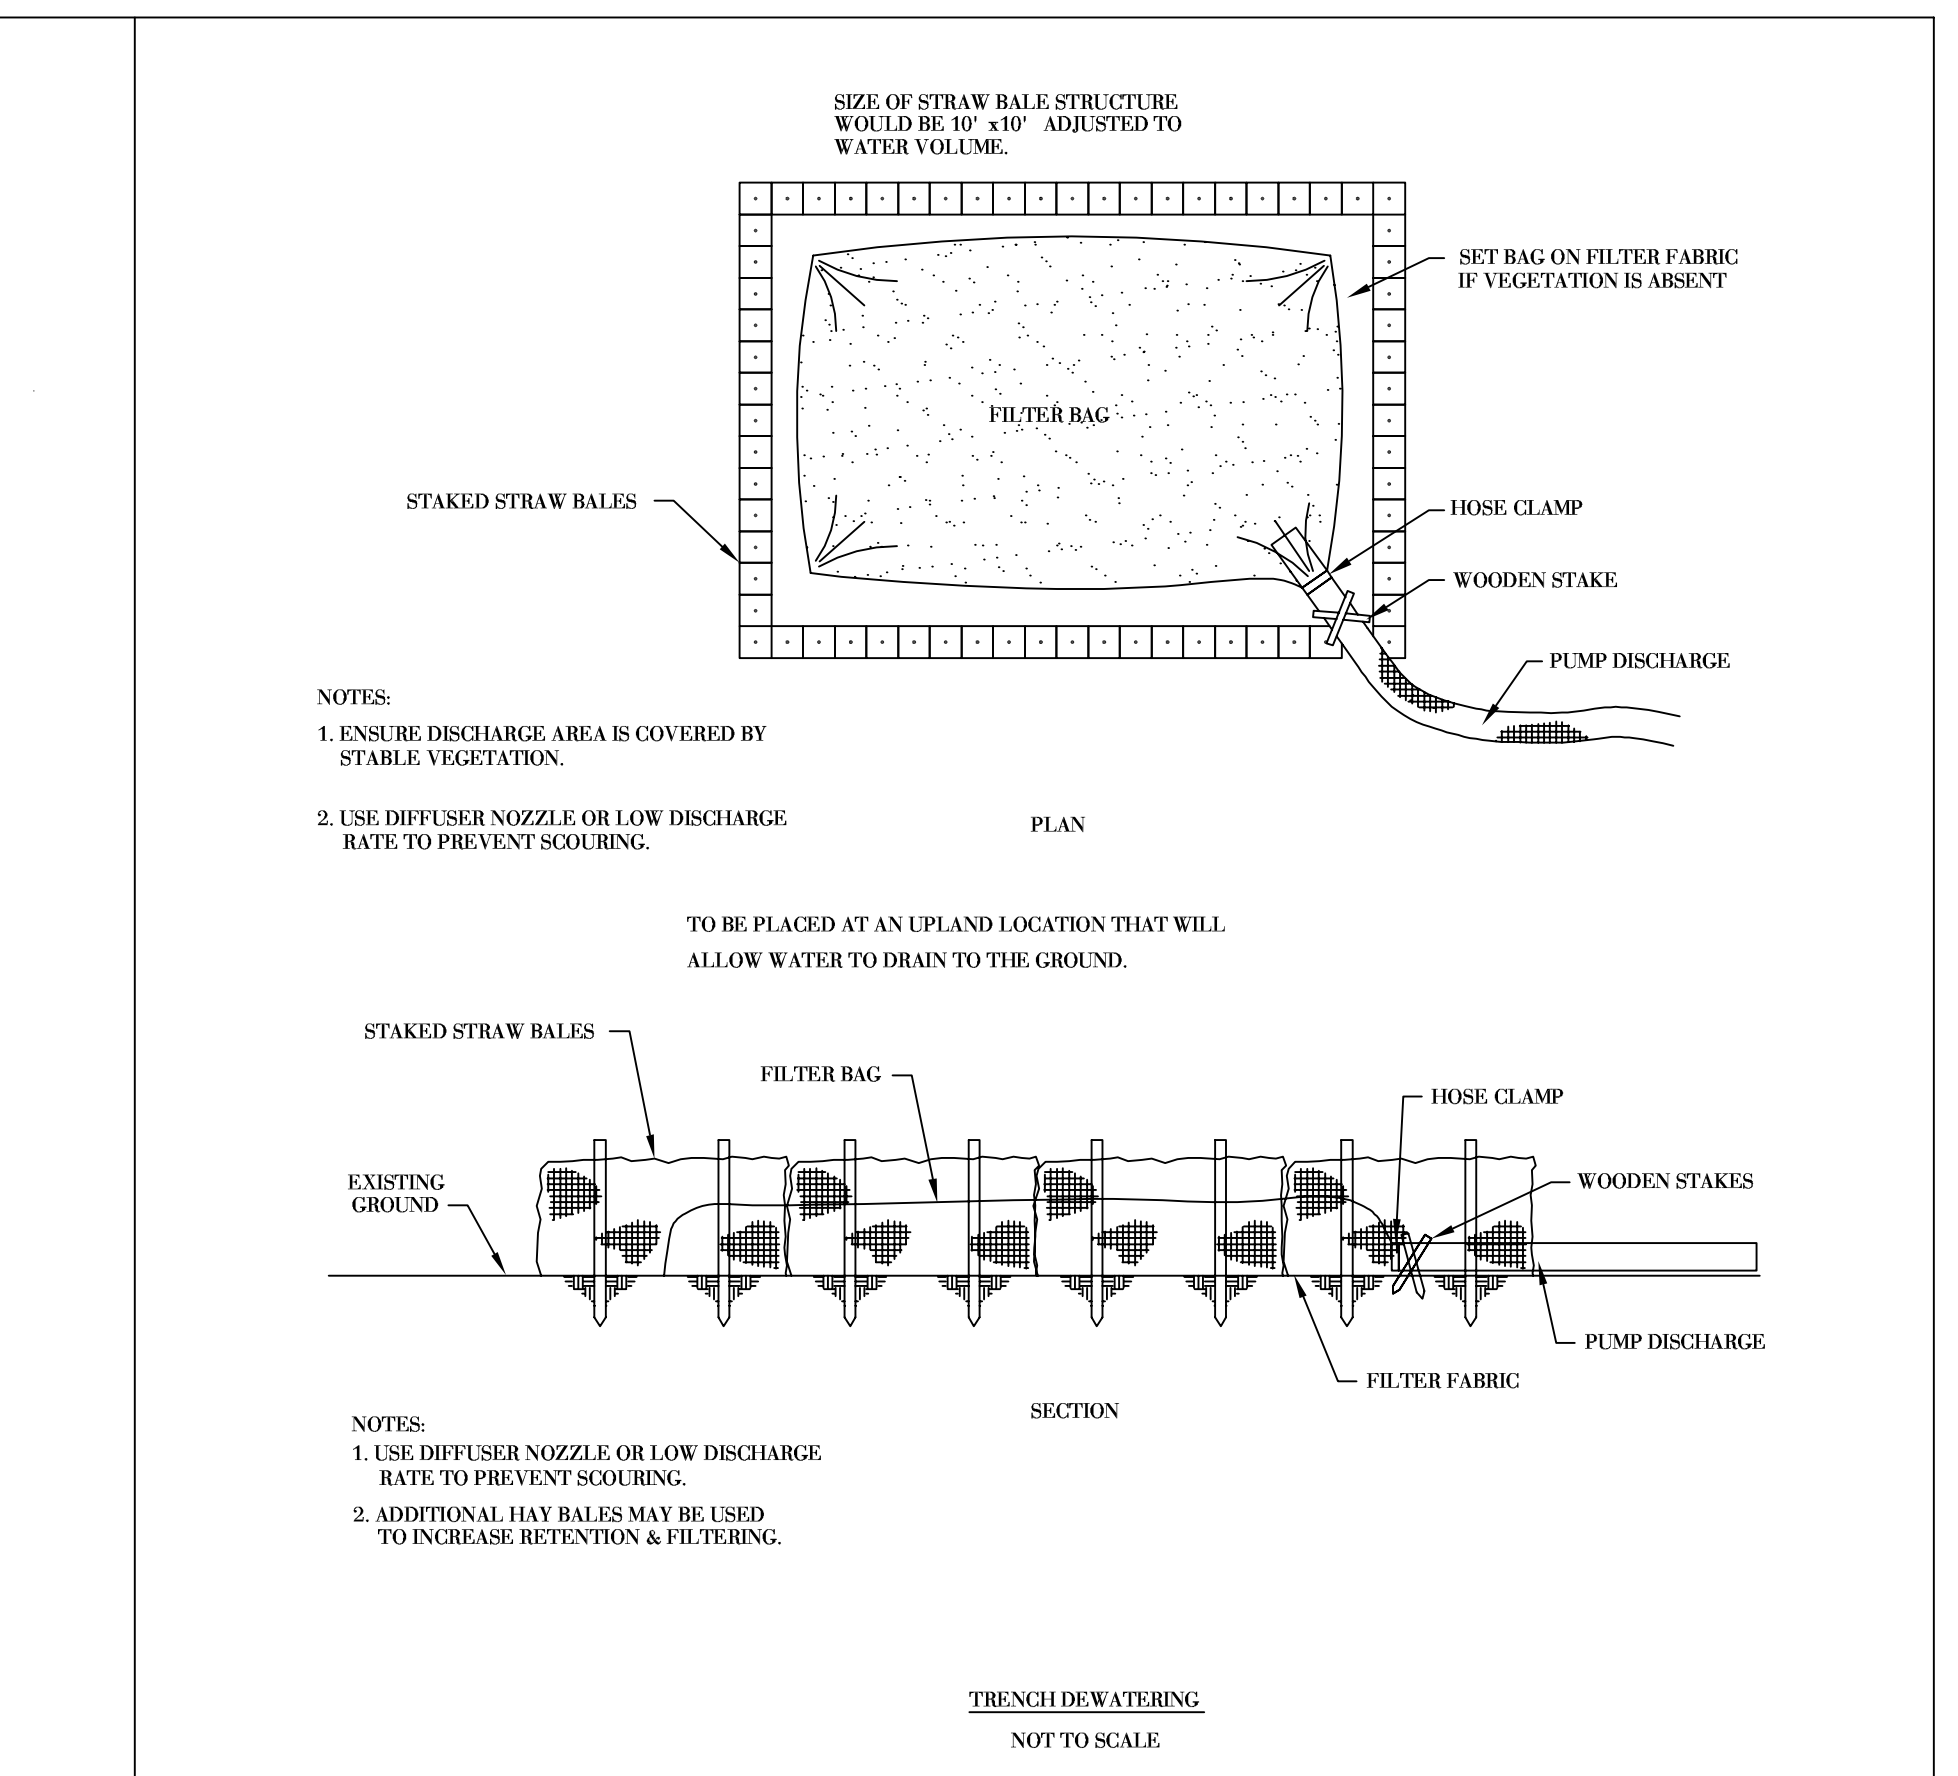 SIZE OF STRAW BALE STRUCTURE
WOULD BE 10' x10' ADJUSTED TO
WATER VOLUME.
SET BAG ON FILTER FABRIC
IF VEGETATION IS ABSENT
FILTER BAG
STAKED STRAW BALES
HOSE CLAMP
WOODEN STAKE
PUMP DISCHARGE
NOTES:
1. ENSURE DISCHARGE AREA IS COVERED BY
STABLE VEGETATION.
2. USE DIFFUSER NOZZLE OR LOW DISCHARGE
RATE TO PREVENT SCOURING.
PLAN
TO BE PLACED AT AN UPLAND LOCATION THAT WILL
ALLOW WATER TO DRAIN TO THE GROUND.
STAKED STRAW BALES
FILTER BAG
HOSE CLAMP
EXISTING
GROUND
WOODEN STAKES
PUMP DISCHARGE
FILTER FABRIC
SECTION
NOTES:
1. USE DIFFUSER NOZZLE OR LOW DISCHARGE
RATE TO PREVENT SCOURING.
2. ADDITIONAL HAY BALES MAY BE USED
TO INCREASE RETENTION & FILTERING.
TRENCH DEWATERING
NOT TO SCALE